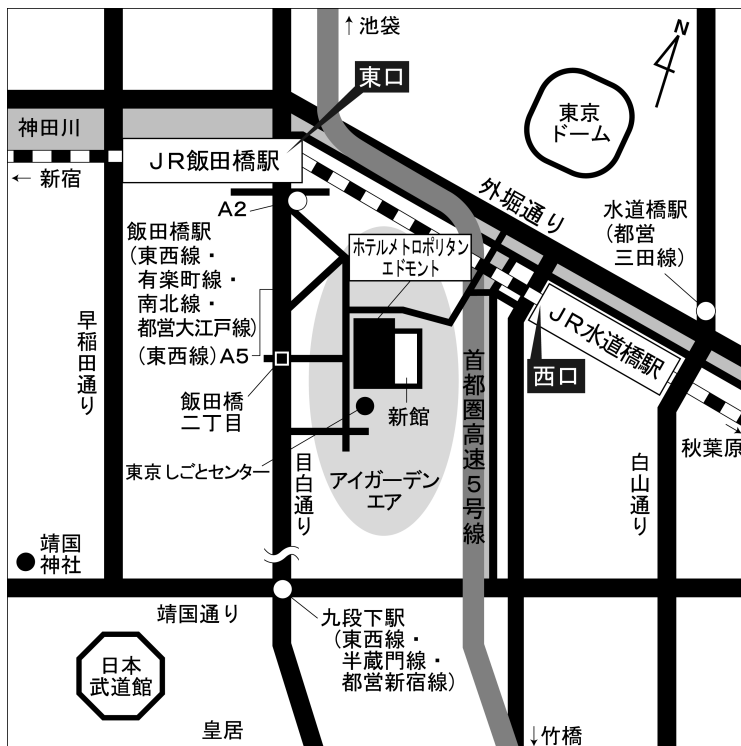 ↑池袋
N
東口
神田川
東京
ドーム
JR飯田橋駅
← 新宿
外堀通り
A2
水道橋駅
(都営
三田線)
飯田橋駅
(東西線・
有楽町線・
南北線・
都営大江戸線)
(東西線)A5
ホテルメトロポリタン
エドモント
早稲田通り
JR水道橋駅
西口
首都圏高速5号線
飯田橋
二丁目
新館
秋葉原
東京しごとセンター
アイガーデン
エア
目白通り
白山通り
靖国
神社
靖国通り
九段下駅
(東西線・
半蔵門線・
都営新宿線)
日本
武道館
皇居
↓竹橋